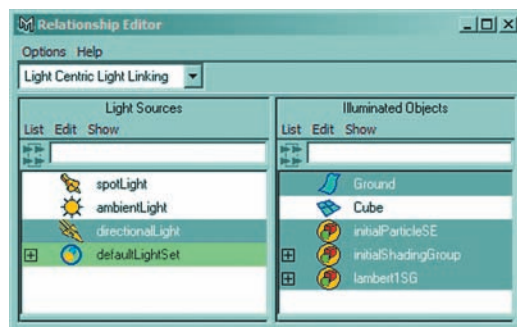 Relationship Editor
Options Help
Light Centric Light Linking
Light Sources
List Edit Show
spotLight
ambientLight
directionalLight
defaultLightSet
Illuminated Objects
List Edit Show
Ground
Cube
initialParticleSE
initialShadingGroup
lambert1SG